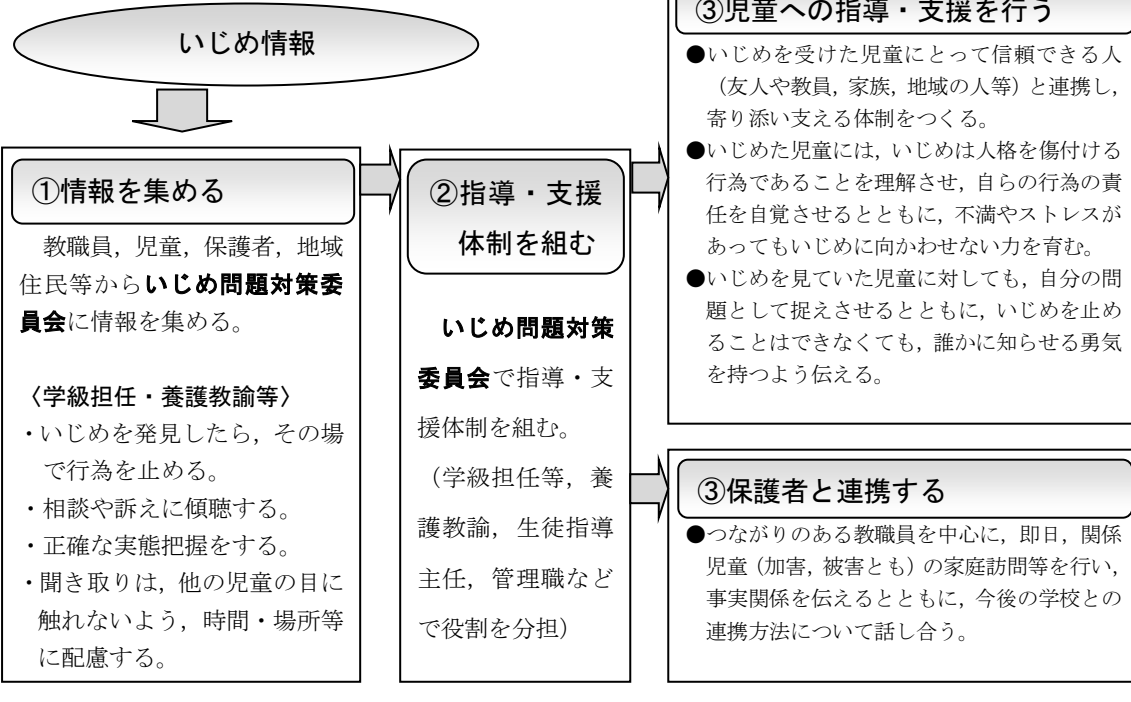 いじめ情報
①情報を集める
教職員，児童，保護者，地域
住民等からいじめ問題対策委
員会に情報を集める。
〈学級担任・養護教諭等〉
・いじめを発見したら，その場
で行為を止める。
・相談や訴えに傾聴する。
・正確な実態把握をする。
・聞き取りは，他の児童の目に
触れないよう，時間・場所等
に配慮する。
②指導・支援
体制を組む
いじめ問題対策
委員会で指導・支
援体制を組む。
（学級担任等，養
護教諭，生徒指導
主任，管理職など
で役割を分担）
③児童への指導・支援を行う
●いじめを受けた児童にとって信頼できる人
（友人や教員，家族，地域の人等）と連携し，
寄り添い支える体制をつくる。
●いじめた児童には，いじめは人格を傷付ける
行為であることを理解させ，自らの行為の責
任を自覚させるとともに，不満やストレスが
あってもいじめに向かわせない力を育む。
●いじめを見ていた児童に対しても，自分の問
題として捉えさせるとともに，いじめを止め
ることはできなくても，誰かに知らせる勇気
を持つよう伝える。
③保護者と連携する
●つながりのある教職員を中心に，即日，関係
児童（加害，被害とも）の家庭訪問等を行い，
事実関係を伝えるとともに，今後の学校との
連携方法について話し合う。